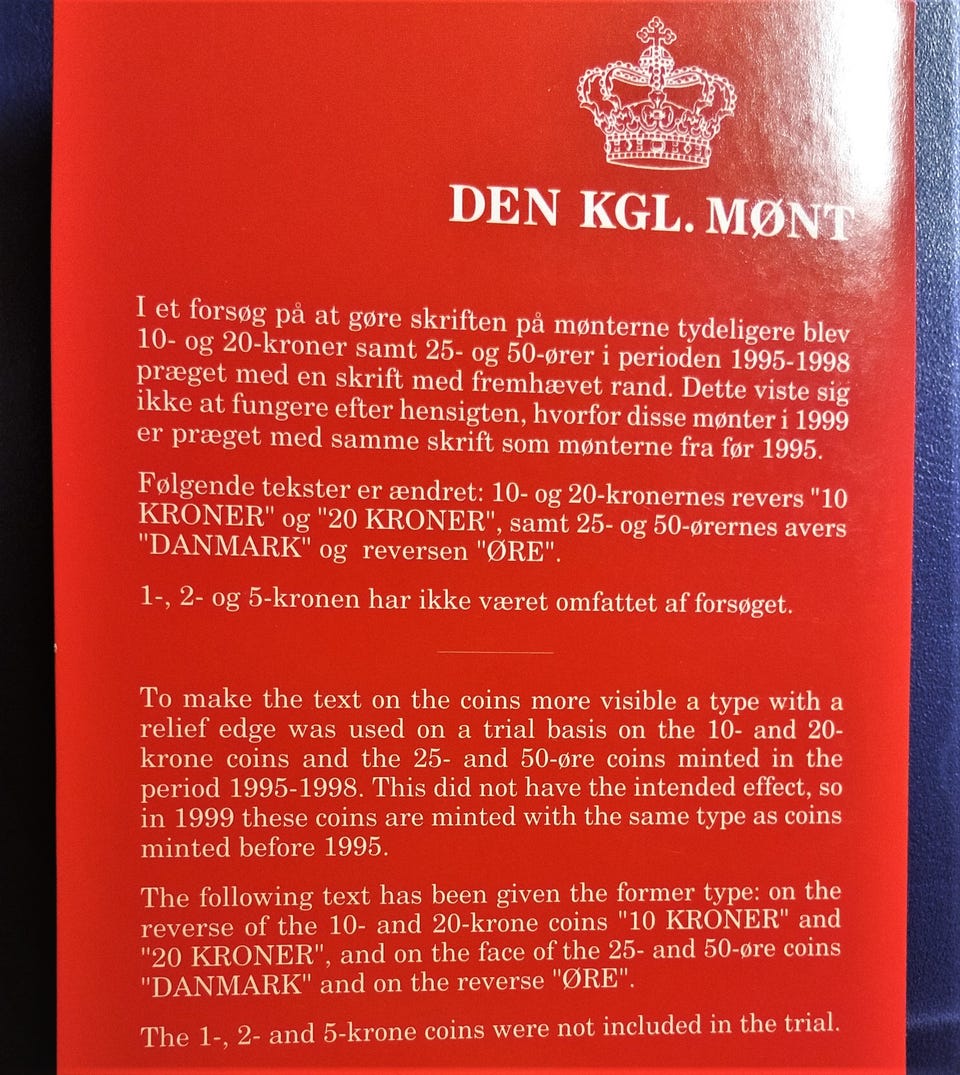 DEN KGL. MØNT
I et forsøg på at gøre skriften på mønterne tydeligere blev
10- og 20-kroner samt 25- og 50-ører i perioden 1995-1998
præget med en skrift med fremhævet rand. Dette viste sig
ikke at fungere efter hensigten, hvorfor disse mønter i 1999
er præget med samme skrift som mønterne fra før 1995.
Følgende tekster er ændret: 10- og 20-kronernes revers "10
KRONER" og "20 KRONER", samt 25- og 50-ørernes avers
"DANMARK" og reversen "ØRE".
1-, 2- og 5-kronen har ikke været omfattet af forsøget.
To make the text on the coins more visible a type with a
relief edge was used on a trial basis on the 10- and 20-
krone coins and the 25- and 50-øre coins minted in the
period 1995-1998. This did not have the intended effect, so
in 1999 these coins are minted with the same type as coins
minted before 1995.
The following text has been given the former type: on the
reverse of the 10- and 20-krone coins "10 KRONER" and
"20 KRONER", and on the face of the 25- and 50-øre coins
"DANMARK" and on the reverse "ØRE".
The 1-, 2- and 5-krone coins were not included in the trial.